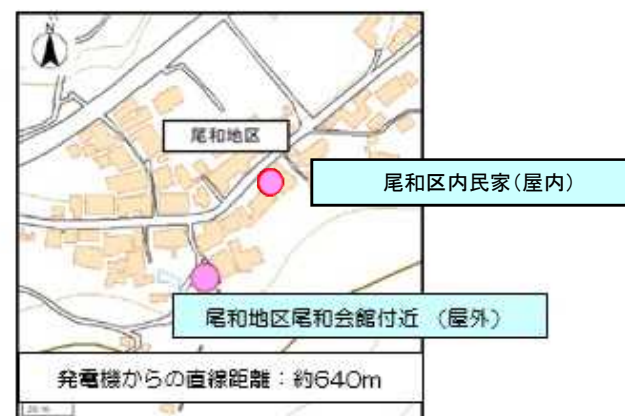 N
尾和地区
尾和区内民家(屋内)
尾和地区尾和会館付近 (屋外)
発電機からの直線距離:約640m
20 m